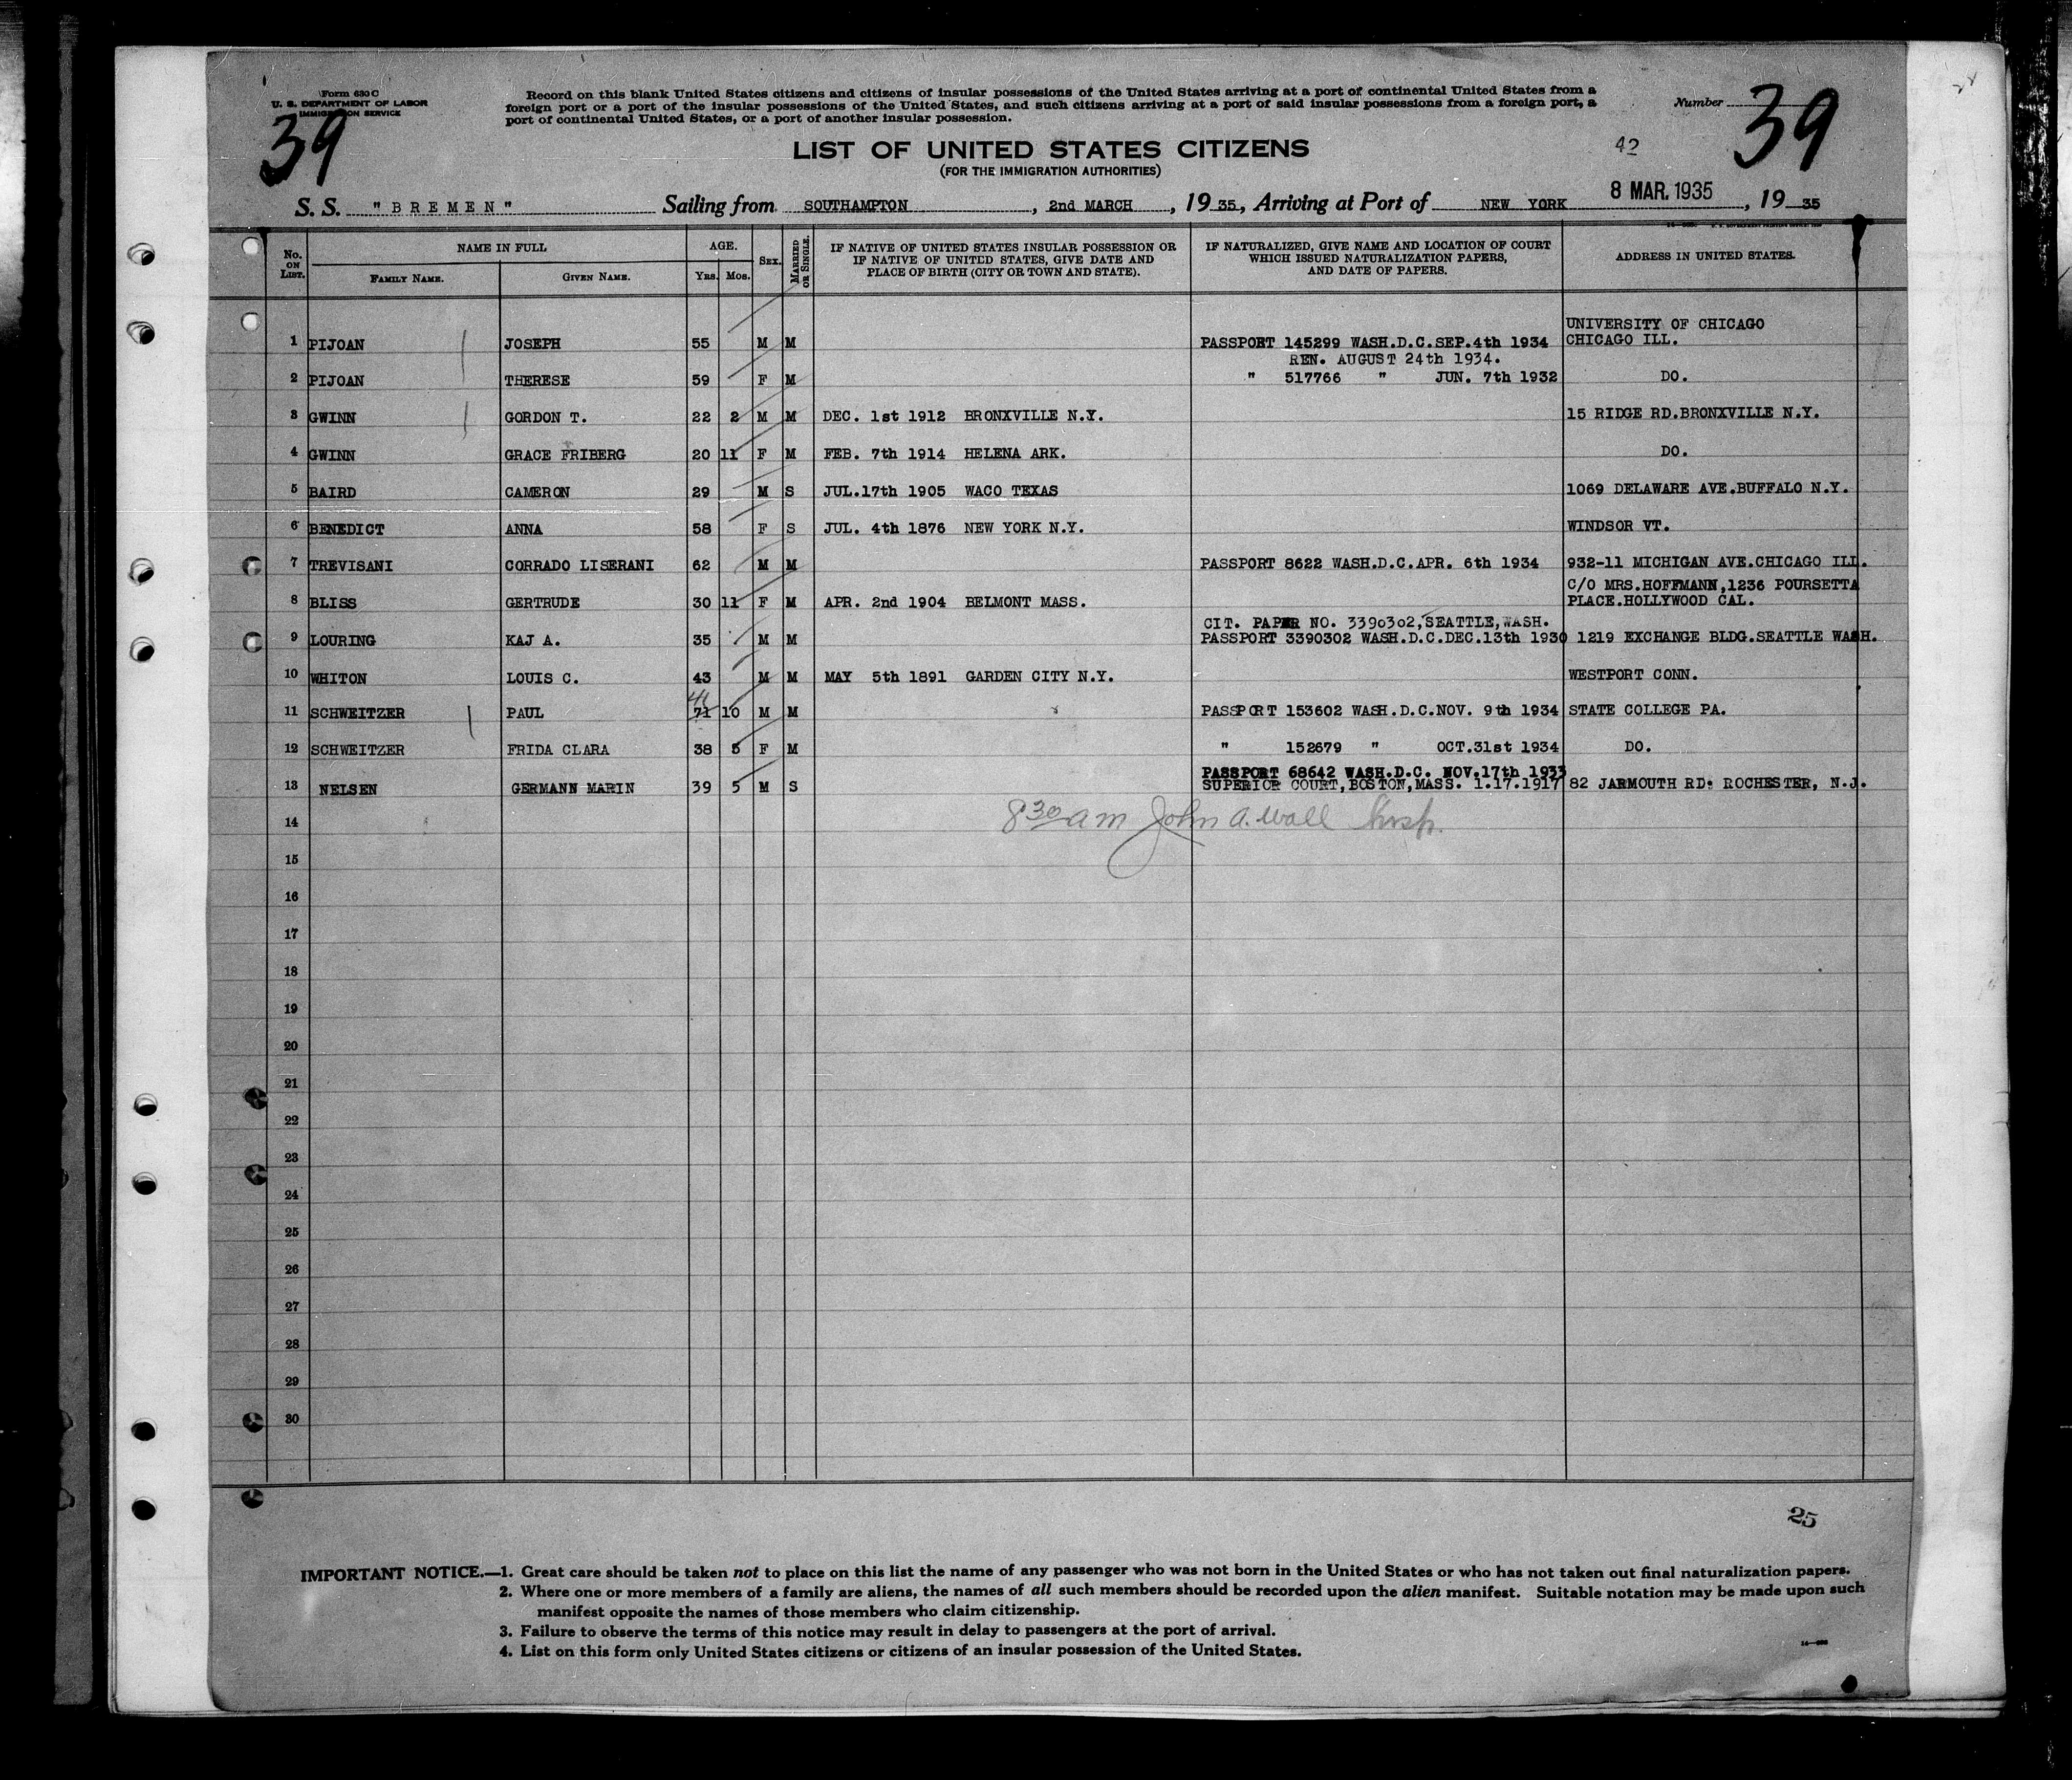 Form 630 C
U. S. DEPARTMENT OF LABOR
IMMIGRATION SERVICE
39
Record on this blank United States citizens and citizens of insular possessions of the United States arriving at a port of continental United States from a
foreign port or a port of the insular possessions of the United States, and such citizens arriving at a port of said insular possessions from a foreign port, a
port of continental United States, or a port of another insular possession.
Number
39
42
LIST OF UNITED STATES CITIZENS
(FOR THE IMMIGRATION AUTHORITIES)
S. S. "BREMEN" Sailing from SOUTHAMPTON, 2nd MARCH, 19 35, Arriving at Port of NEW YORK 8 MAR. 1935, 19 35
No. ON LIST. NAME IN FULL FAMILY NAME. GIVEN NAME. AGE. YRS. MOS. SEX. MARRIED OR SINGLE. IF NATIVE OF UNITED STATES INSULAR POSSESSION OR IF NATIVE OF UNITED STATES, GIVE DATE AND PLACE OF BIRTH (CITY OR TOWN AND STATE). IF NATURALIZED, GIVE NAME AND LOCATION OF COURT WHICH ISSUED NATURALIZATION PAPERS, AND DATE OF PAPERS. ADDRESS IN UNITED STATES.
UNIVERSITY OF CHICAGO
1 PIJOAN JOSEPH 55 M M PASSPORT 145299 WASH.D.C.SEP.4th 1934 CHICAGO ILL.
REN. AUGUST 24th 1934.
2 PIJOAN THERESE 59 F M " 517766 " JUN. 7th 1932 DO.
3 GWINN GORDON T. 22 2 M M DEC. 1st 1912 BRONXVILLE N.Y. 15 RIDGE RD.BRONXVILLE N.Y.
4 GWINN GRACE FRIBERG 20 11 F M FEB. 7th 1914 HELENA ARK. DO.
5 BAIRD CAMERON 29 M S JUL.17th 1905 WACO TEXAS 1069 DELAWARE AVE.BUFFALO N.Y.
6 BENEDICT ANNA 58 F S JUL. 4th 1876 NEW YORK N.Y. WINDSOR VT.
7 TREVISANI CORRADO LISERANI 62 M M PASSPORT 8622 WASH.D.C.APR. 6th 1934 932-11 MICHIGAN AVE.CHICAGO ILL.
C/O MRS.HOFFMANN,1236 POURSETTA
8 BLISS GERTRUDE 30 11 F M APR. 2nd 1904 BELMONT MASS. PLACE.HOLLYWOOD CAL.
CIT. PAPER NO. 3390302, SEATTLE, WASH.
9 LOURING KAJ A. 35 M M PASSPORT 3390302 WASH.D.C.DEC.13th 1930 1219 EXCHANGE BLDG.SEATTLE WASH.
10 WHITON LOUIS C. 43 M M MAY 5th 1891 GARDEN CITY N.Y. WESTPORT CONN.
41
11 SCHWEITZER PAUL 71 10 M M PASSPORT 153602 WASH.D.C.NOV. 9th 1934 STATE COLLEGE PA.
12 SCHWEITZER FRIDA CLARA 38 5 F M " 152679 " OCT.31st 1934 DO.
PASSPORT 68642 WASH.D.C. NOV.17th 1933
13 NELSEN GERMANN MARIN 39 5 M S SUPERIOR COURT, BOSTON, MASS. 1.17.1917 82 JARMOUTH RD. ROCHESTER, N.J.
14 8 30 am John A. Wall Insp.
15
16
17
18
19
20
21
22
23
24
25
26
27
28
29
30
25
IMPORTANT NOTICE.—1. Great care should be taken not to place on this list the name of any passenger who was not born in the United States or who has not taken out final naturalization papers.
2. Where one or more members of a family are aliens, the names of all such members should be recorded upon the alien manifest. Suitable notation may be made upon such
manifest opposite the names of those members who claim citizenship.
3. Failure to observe the terms of this notice may result in delay to passengers at the port of arrival.
4. List on this form only United States citizens or citizens of an insular possession of the United States.